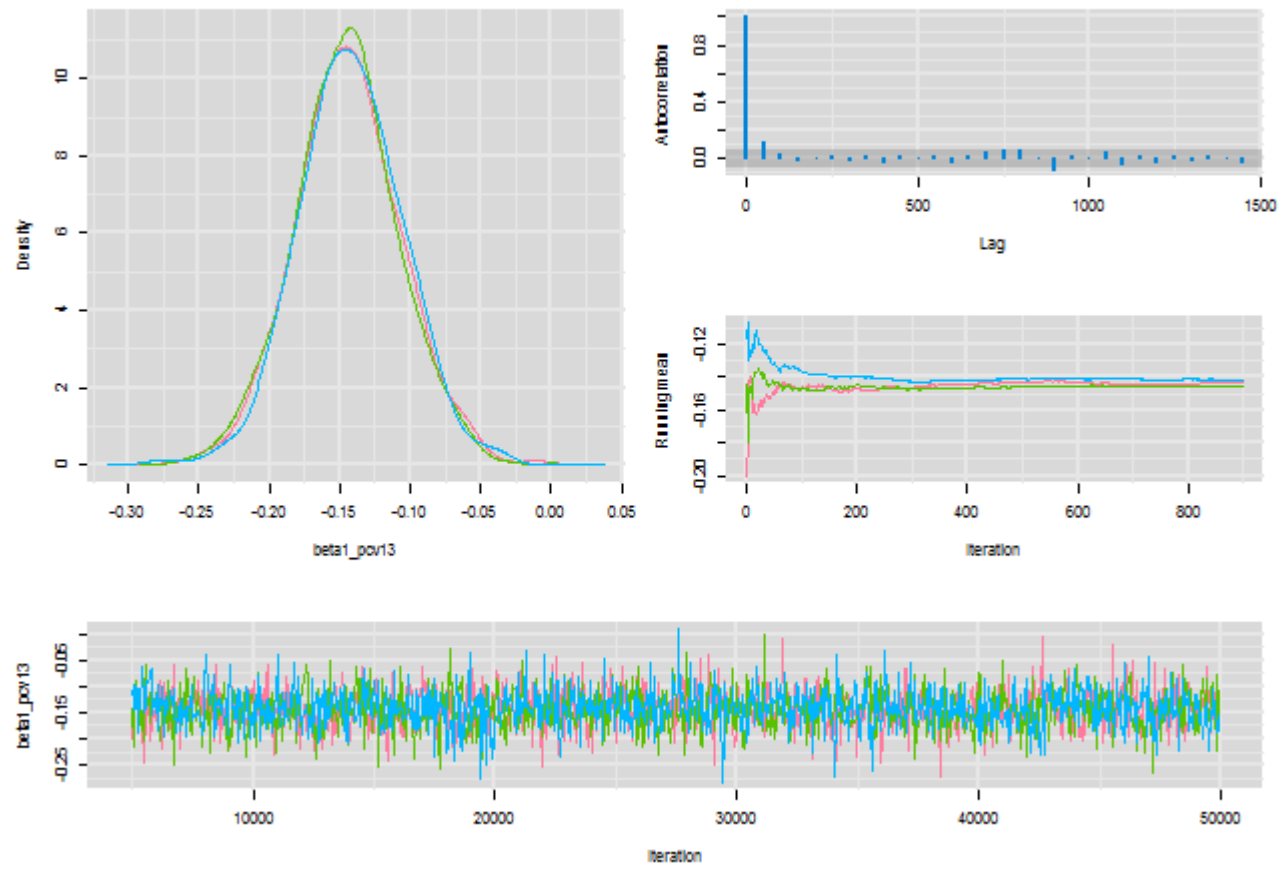 Density
0 2 4 6 8 10
-0.30 -0.25 -0.20 -0.15 -0.10 -0.05 0.00 0.05
beta1_pcv13
Autocorrelation
0.0 0.4 0.8
0 500 1000 1500
Lag
Running mean
-0.20 -0.16 -0.12
0 200 400 600 800
Iteration
beta1_pcv13
-0.25 -0.15 -0.05
10000 20000 30000 40000 50000
Iteration